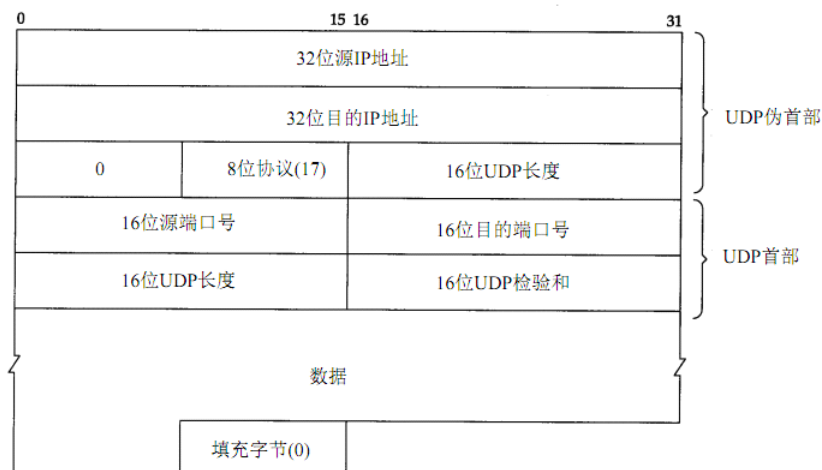 0 15 16 31
32位源IP地址
32位目的IP地址
UDP伪首部
0 8位协议(17) 16位UDP长度
16位源端口号 16位目的端口号
UDP首部
16位UDP长度 16位UDP检验和
数据
填充字节(0)